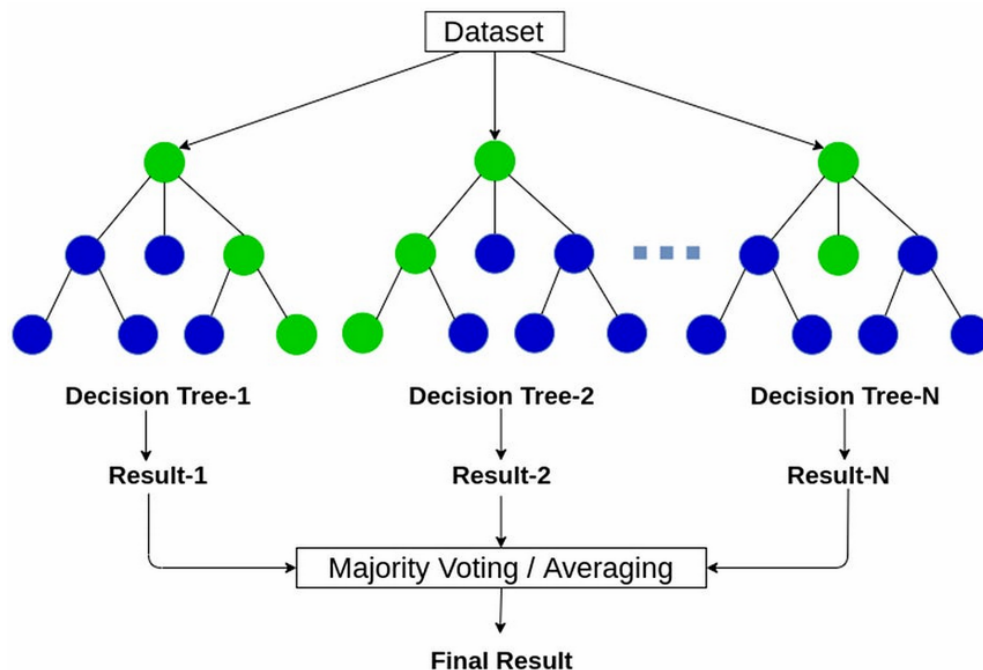 Dataset
Decision Tree-1
Decision Tree-2
Decision Tree-N
Result-1
Result-2
Result-N
Majority Voting / Averaging
Final Result